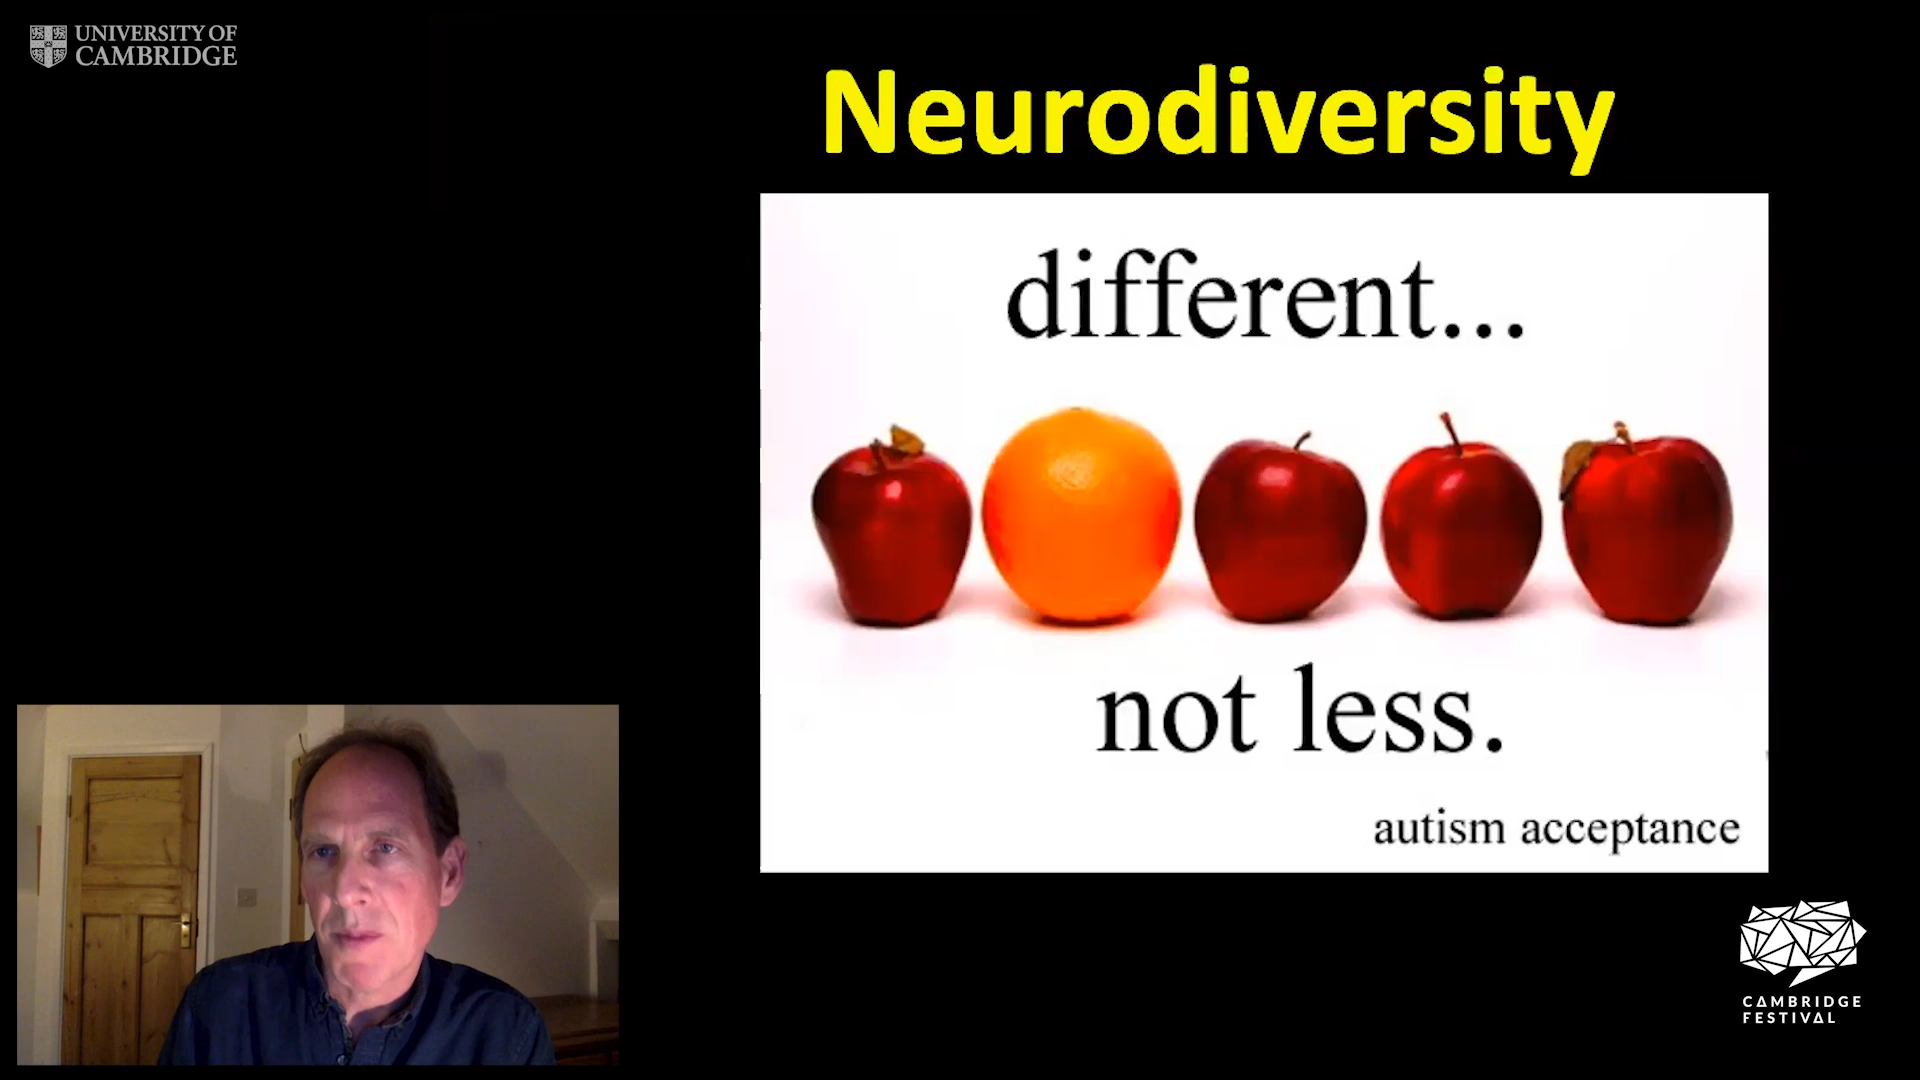 UNIVERSITY OF
CAMBRIDGE
Neurodiversity
different...
not less.
autism acceptance
CAMBRIDGE
FESTIVAL